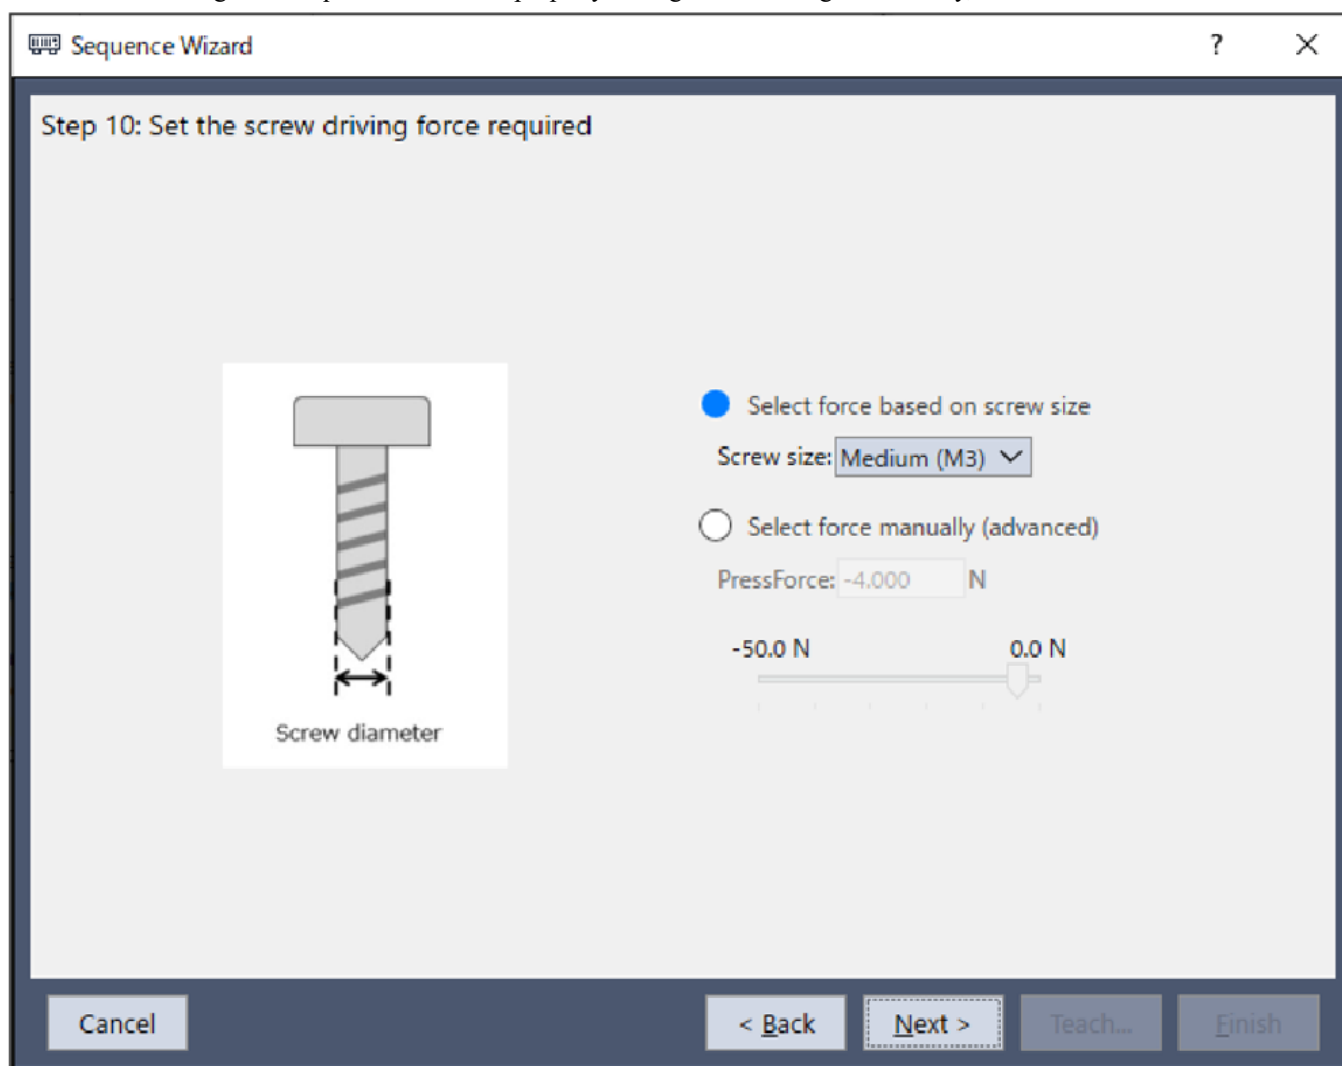 Sequence Wizard
?
Step 10: Set the screw driving force required
Select force based on screw size
Screw size: Medium (M3)
Select force manually (advanced)
PressForce: -4.000 N
-50.0 N 0.0 N
Screw diameter
Cancel < Back Next > Teach... Finish